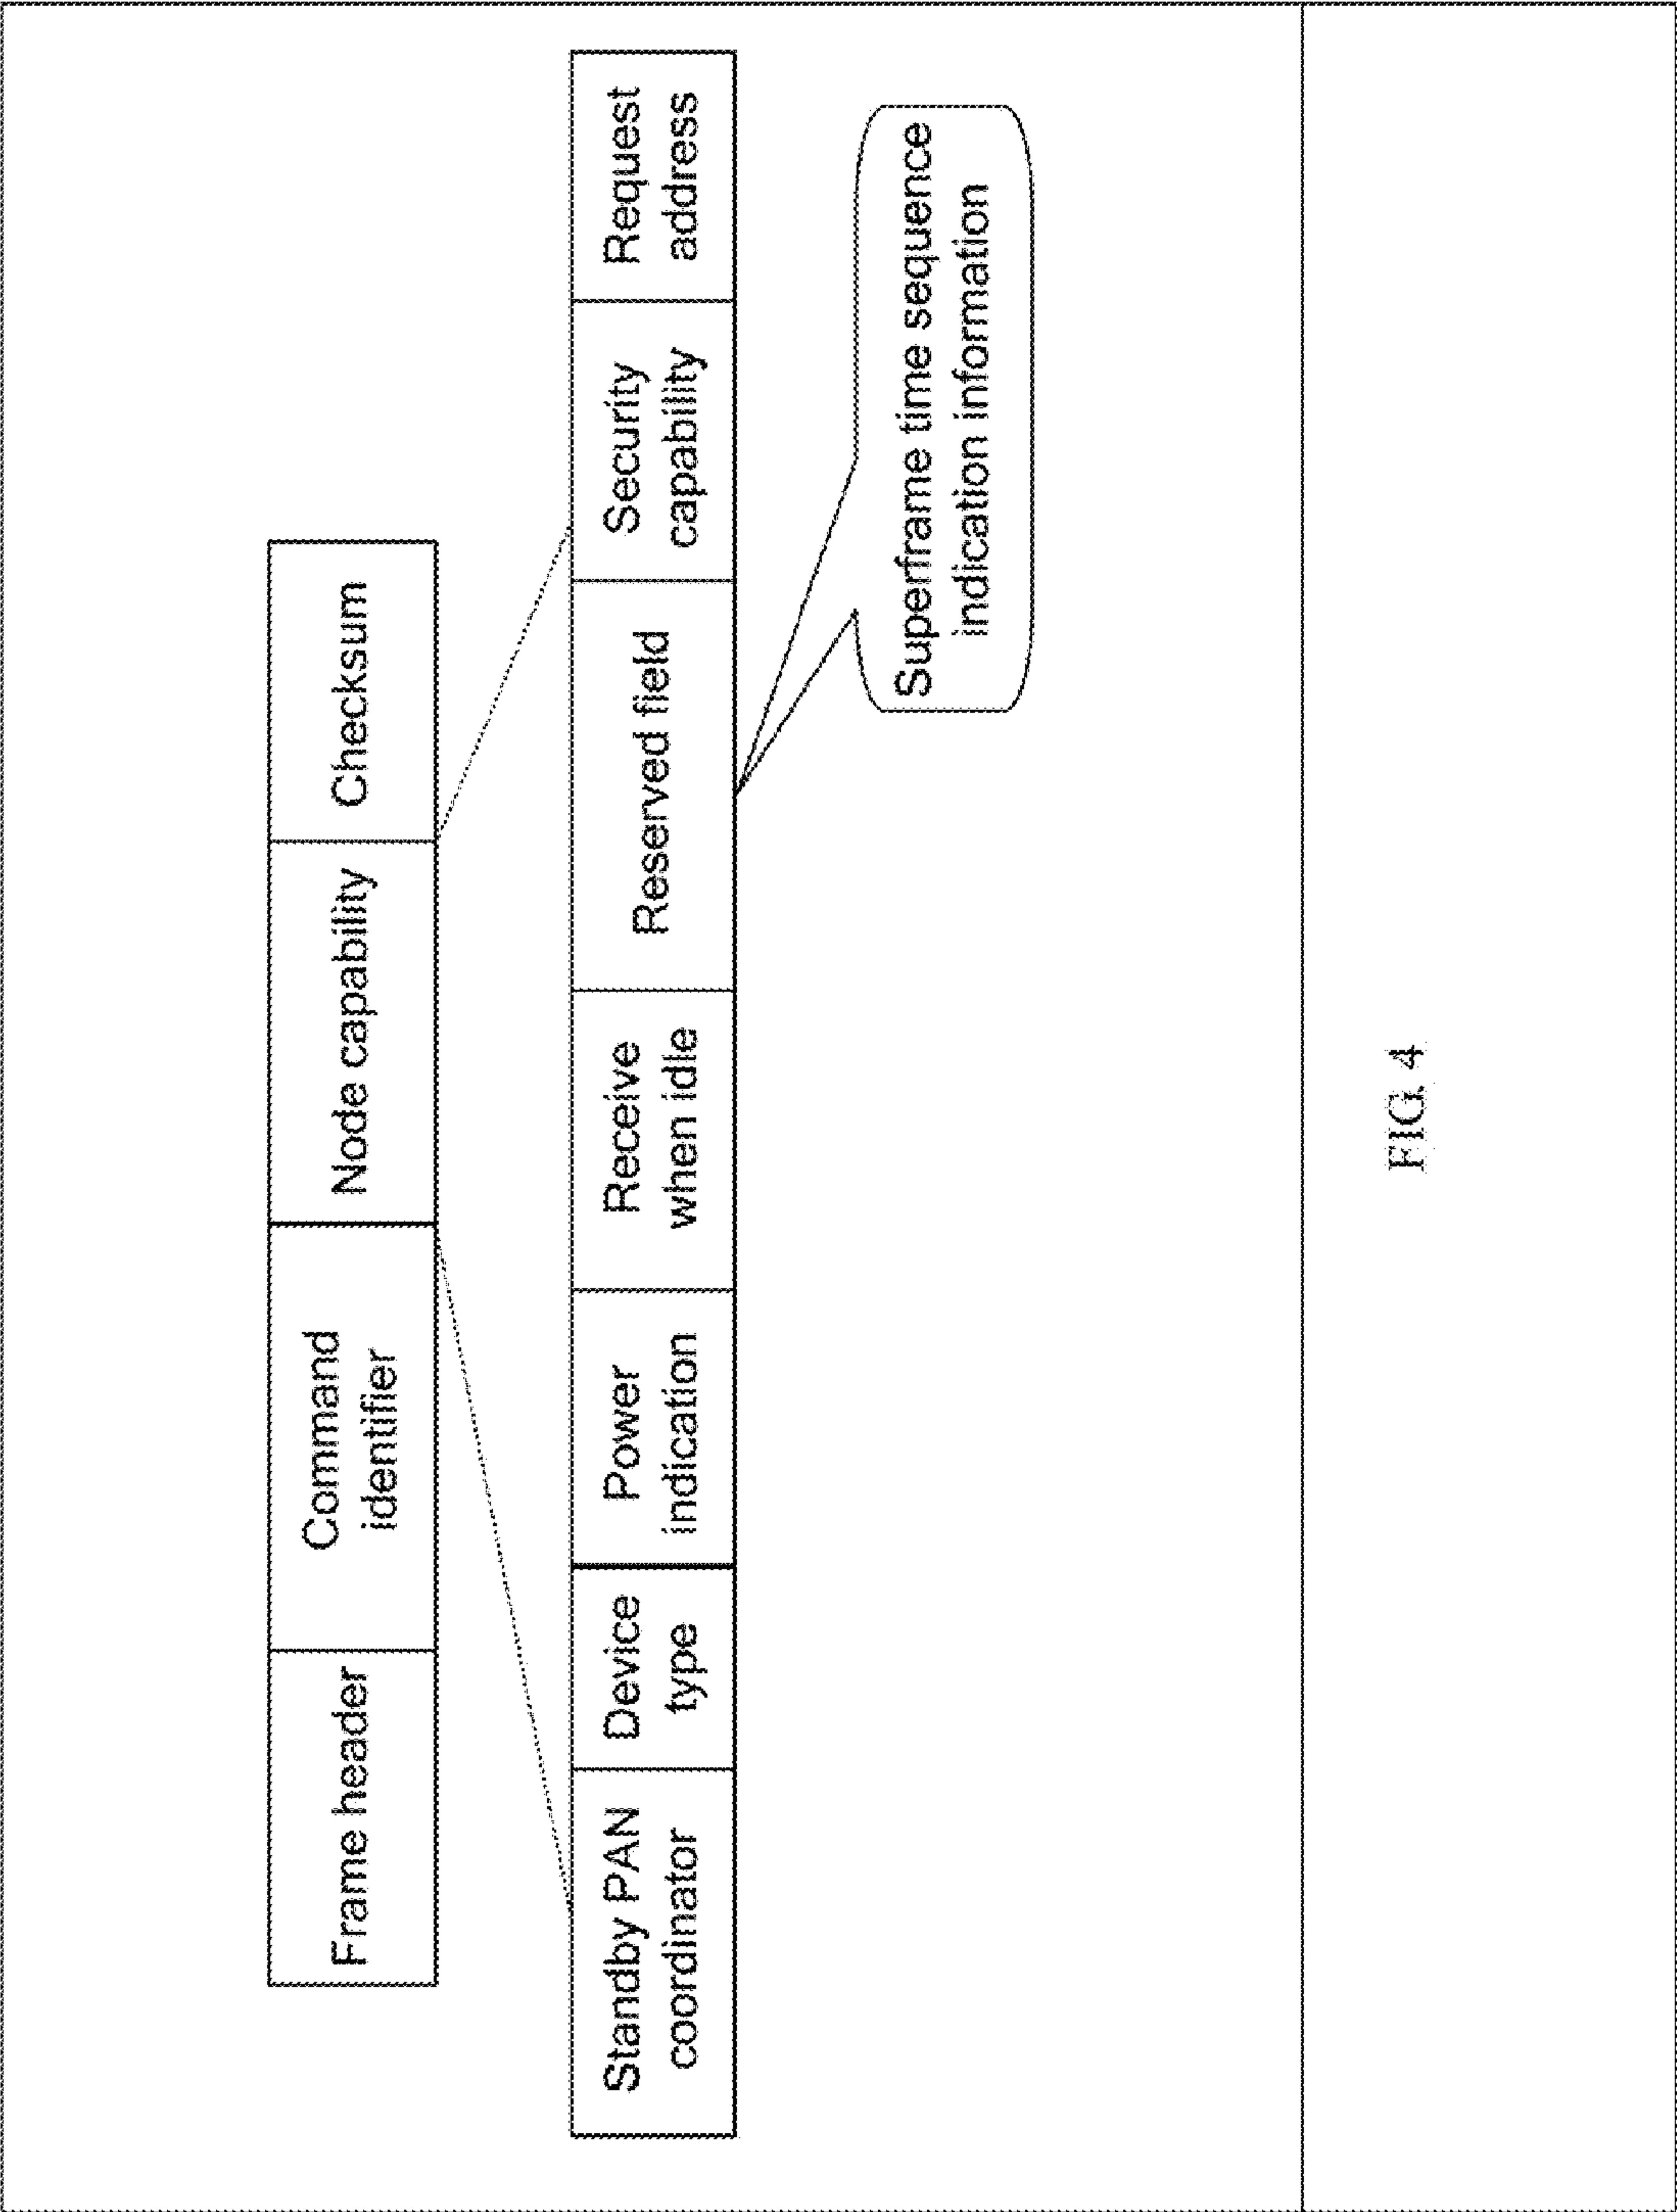 Frame header
Command
identifier
Node capability
Checksum
Standby PAN
coordinator
Device
type
Power
indication
Receive
when idle
Reserved field
Security
capability
Request
address
Superframe time sequence
indication information
FIG. 4